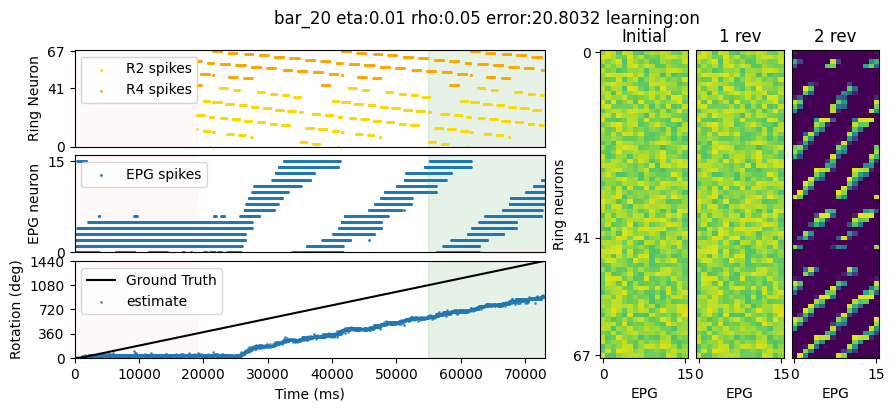 bar_20 eta:0.01 rho:0.05 error:20.8032 learning:on
Initial
1 rev
2 rev
Ring Neuron
67
41
0
R2 spikes
R4 spikes
EPG neuron
15
0
EPG spikes
Rotation (deg)
1440
1080
720
360
0
Ground Truth
estimate
0 10000 20000 30000 40000 50000 60000 70000
Time (ms)
Ring neurons
0
41
67
0 15
EPG
0 15
EPG
0 15
EPG